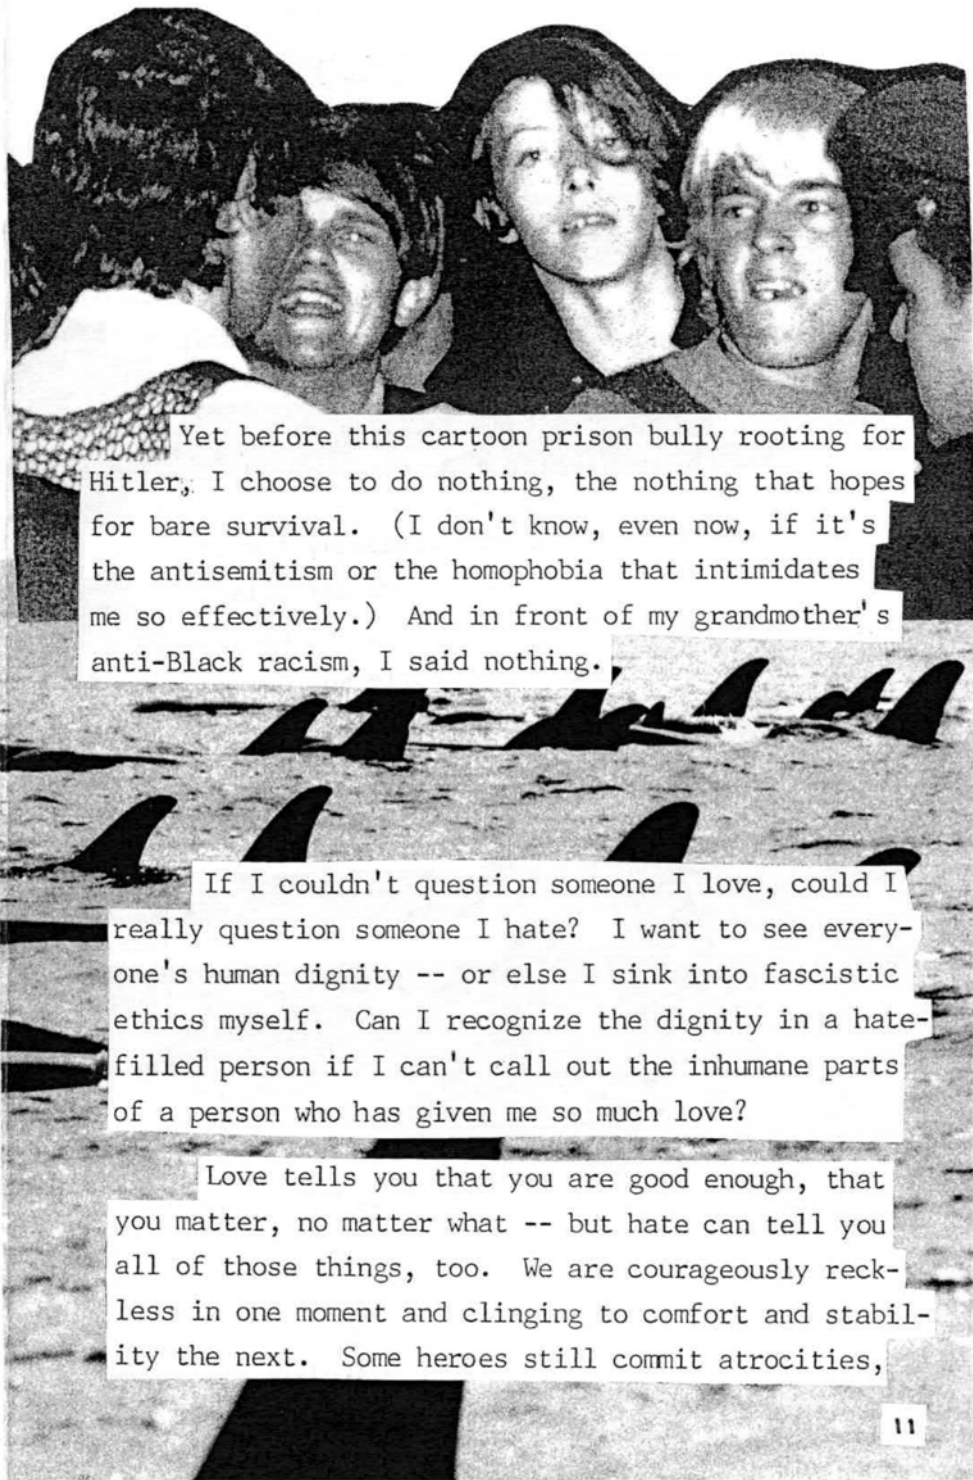 Yet before this cartoon prison bully rooting for
Hitler, I choose to do nothing, the nothing that hopes
for bare survival. (I don't know, even now, if it's
the antisemitism or the homophobia that intimidates
me so effectively.) And in front of my grandmother's
anti-Black racism, I said nothing.
If I couldn't question someone I love, could I
really question someone I hate? I want to see every-
one's human dignity -- or else I sink into fascistic
ethics myself. Can I recognize the dignity in a hate-
filled person if I can't call out the inhumane parts
of a person who has given me so much love?
Love tells you that you are good enough, that
you matter, no matter what -- but hate can tell you
all of those things, too. We are courageously reck-
less in one moment and clinging to comfort and stabil-
ity the next. Some heroes still commit atrocities,
11